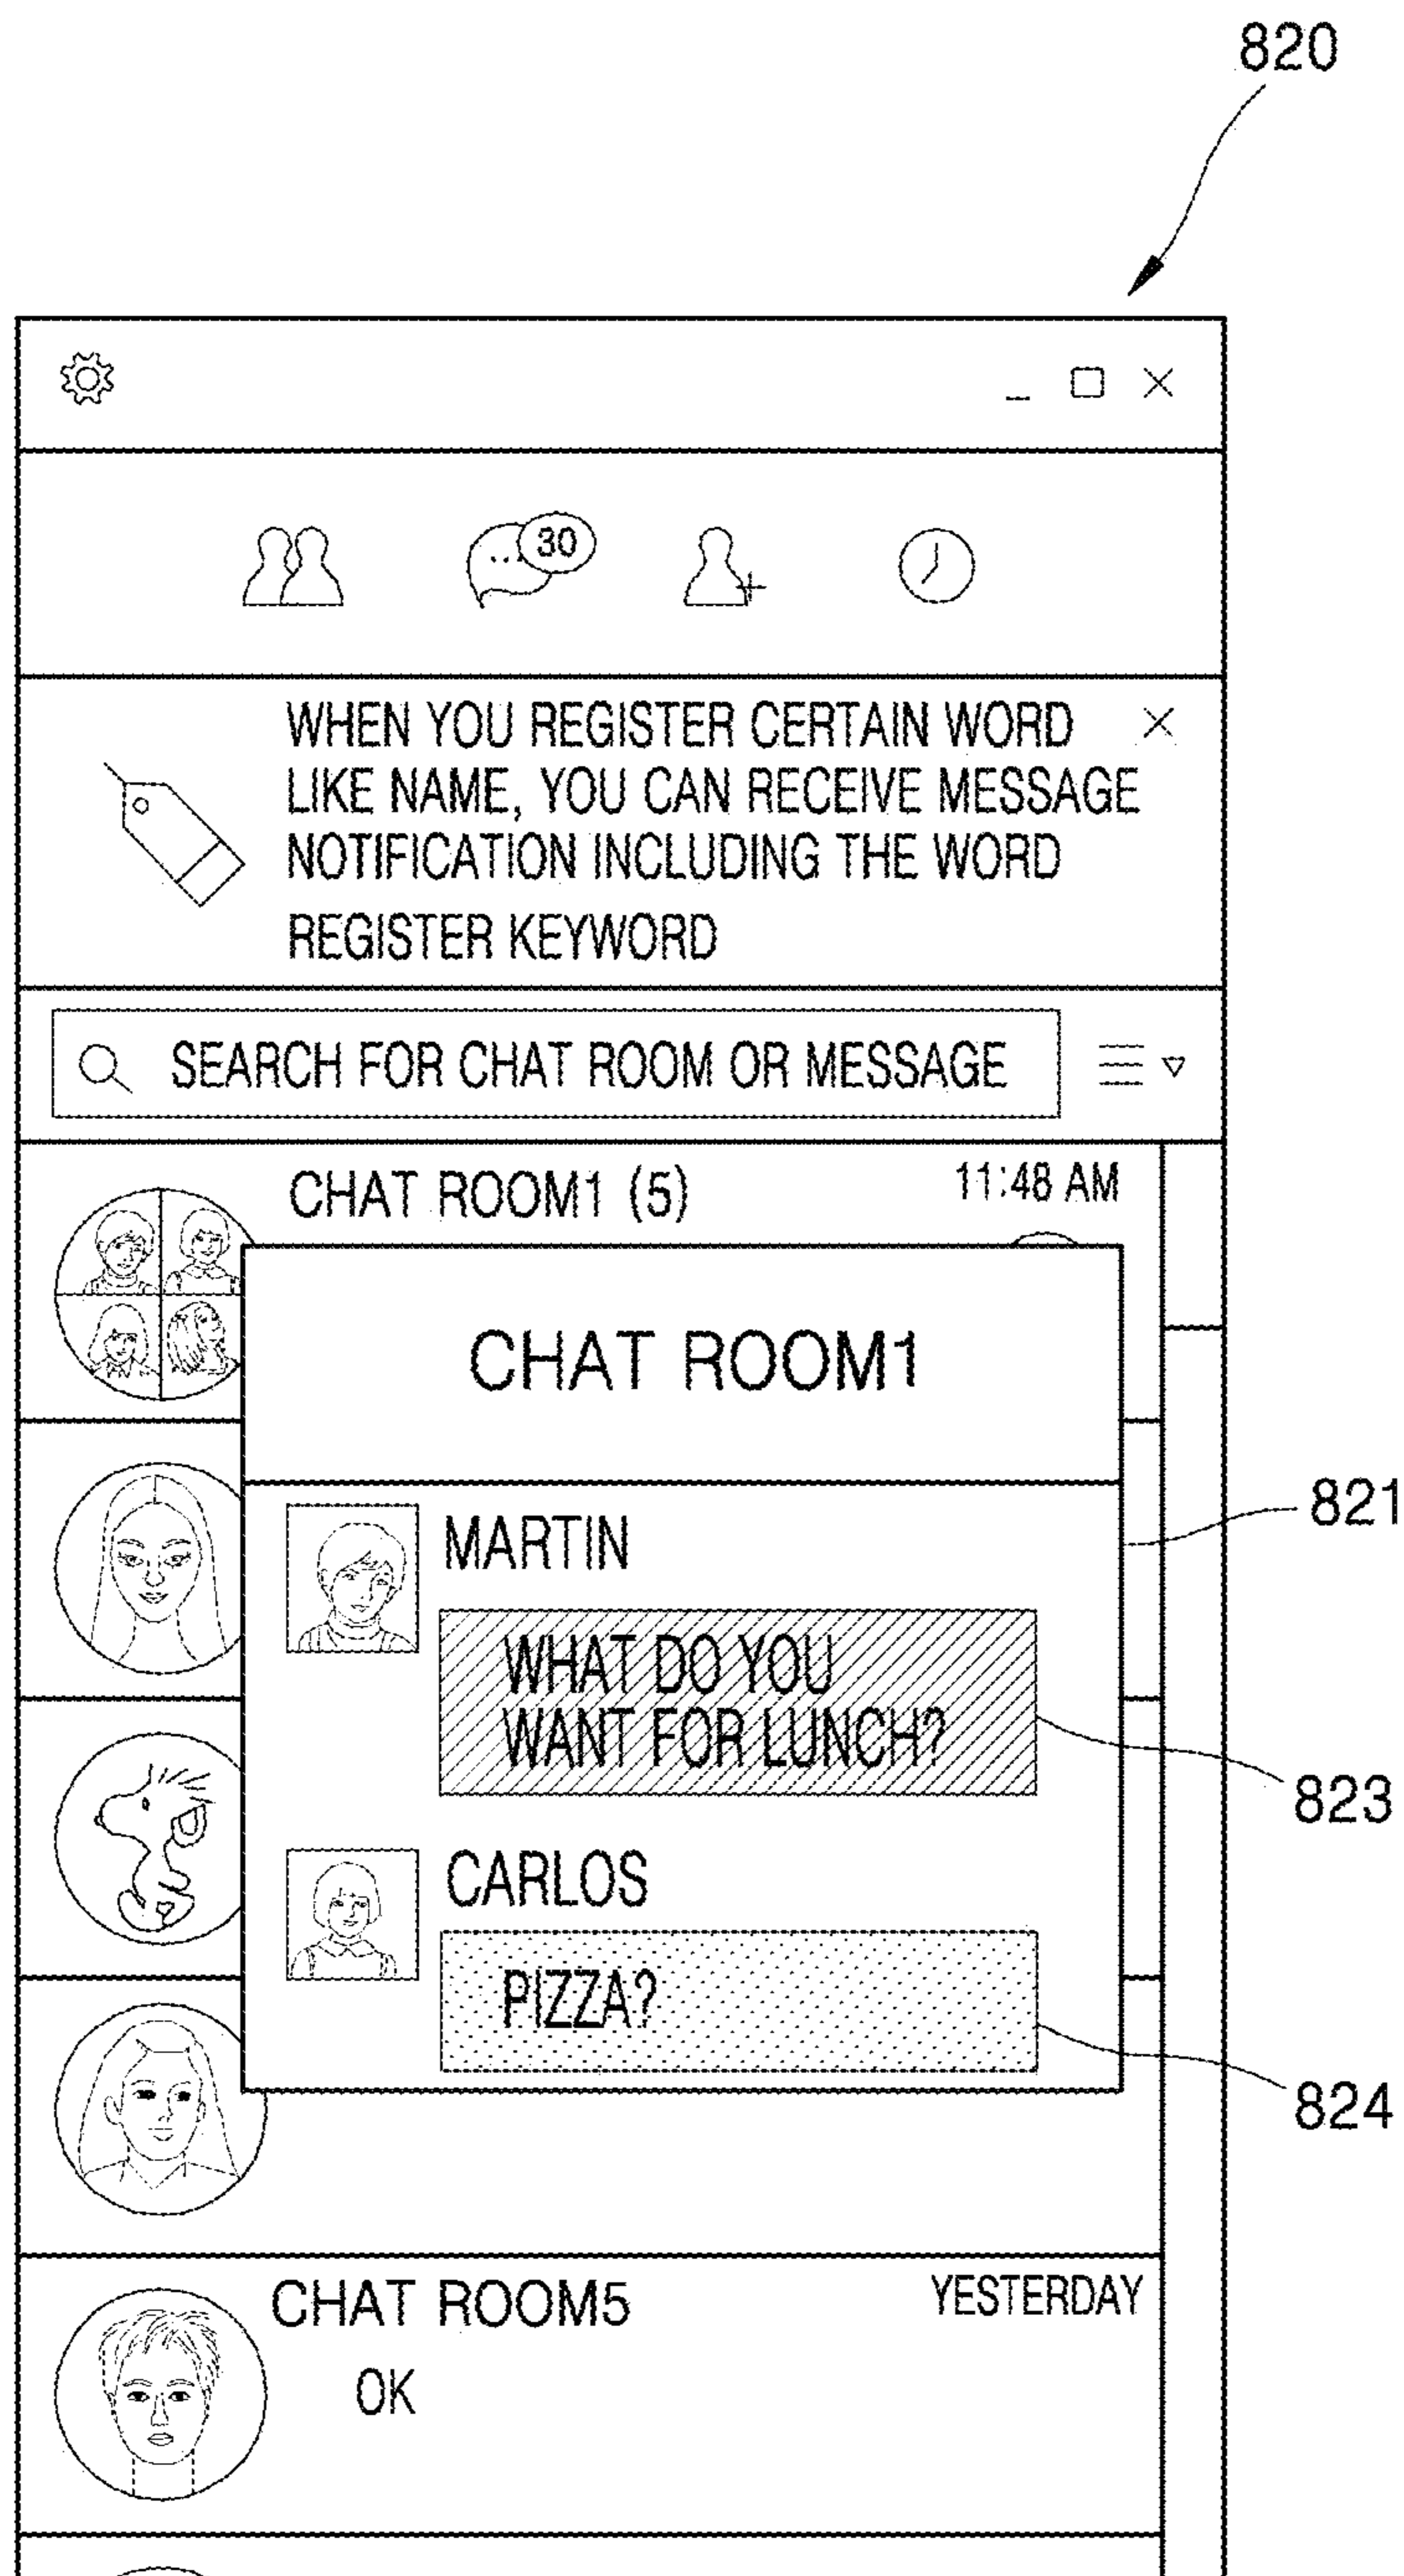 820
30
WHEN YOU REGISTER CERTAIN WORD
LIKE NAME, YOU CAN RECEIVE MESSAGE
NOTIFICATION INCLUDING THE WORD
REGISTER KEYWORD
SEARCH FOR CHAT ROOM OR MESSAGE
CHAT ROOM1 (5) 11:48 AM
CHAT ROOM1
821
MARTIN
WHAT DO YOU
WANT FOR LUNCH?
823
CARLOS
PIZZA?
824
CHAT ROOM5 YESTERDAY
OK